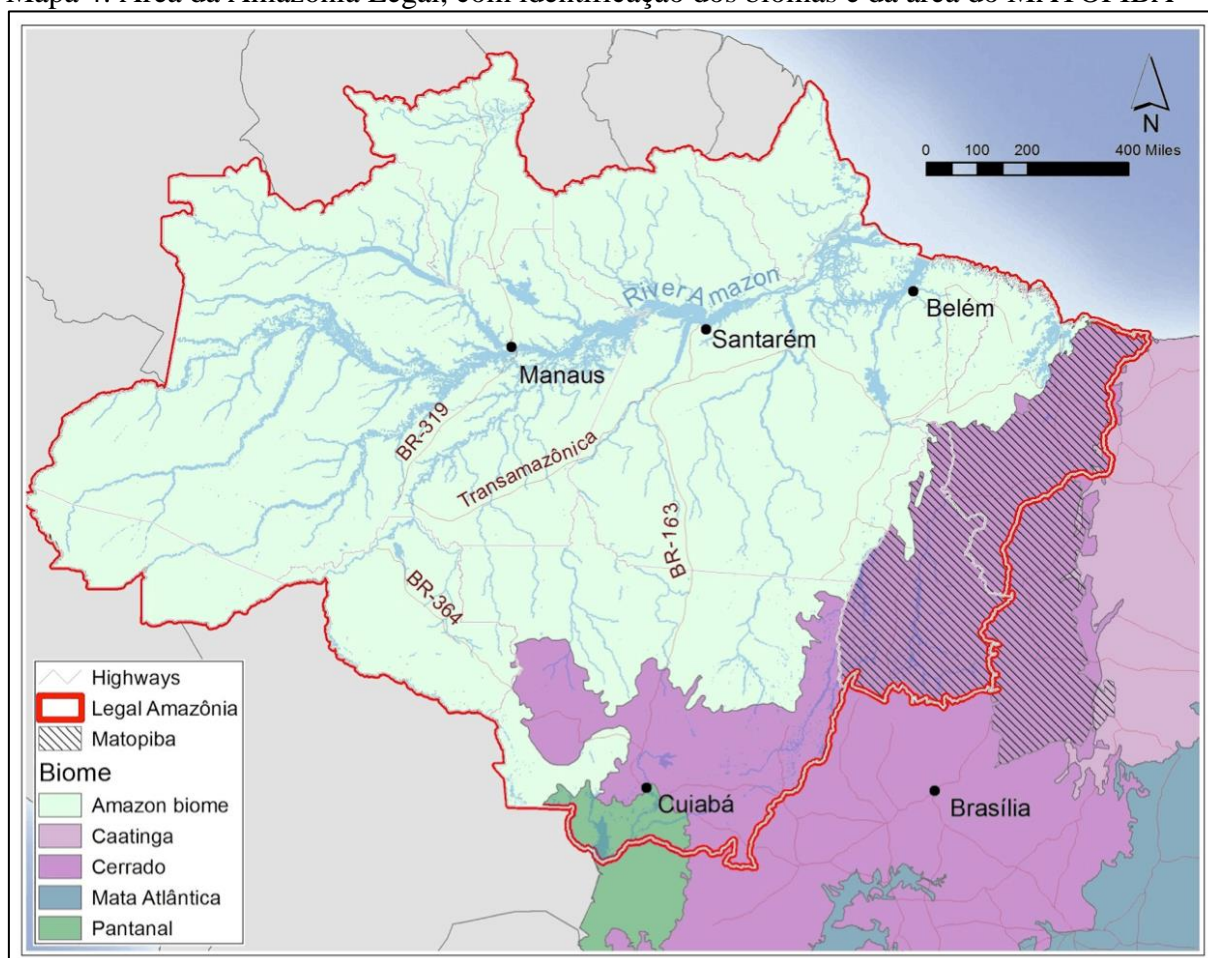 Mapa 4: Área da Amazônia Legal, com identificação dos biomas e da área do MATOPIBA
N
0 100 200 400 Miles
River Amazon
Belém
Santarém
Manaus
BR-319
Transamazônica
BR-163
BR-364
Cuiabá
Brasília
Highways
Legal Amazônia
Matopiba
Biome
Amazon biome
Caatinga
Cerrado
Mata Atlântica
Pantanal